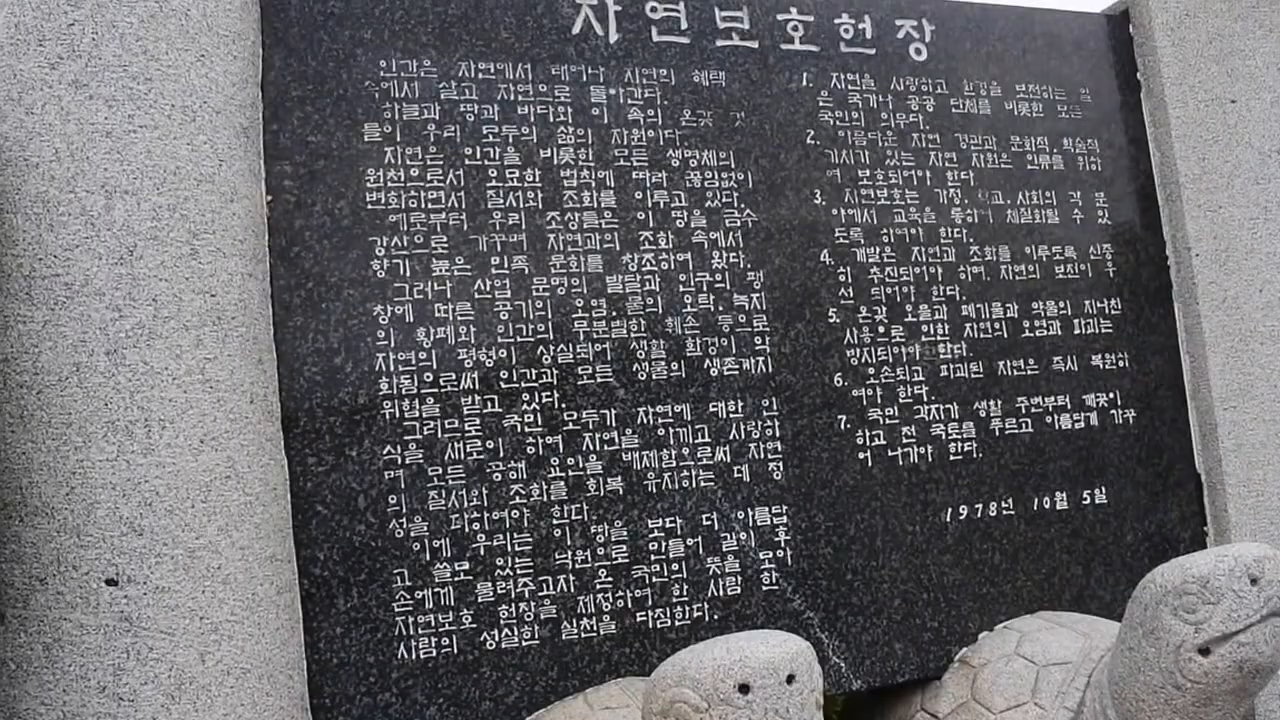 자연보호헌장
인간은 자연에서 태어나 자연의 혜택
속에서 살고 자연으로 돌아간다.
하늘과 땅과 바다와 이 속의 온갖 것
들이 우리 모두의 삶의 자원이다.
자연은 인간을 비롯한 모든 생명체의
원천으로서 오묘한 법칙에 따라 끊임없이
변화하면서 질서와 조화를 이루고 있다.
예로부터 우리 조상들은 이 땅을 금수
강산으로 가꾸며 자연과의 조화 속에서
향기 높은 민족 문화를 창조하여 왔다.
그러나 산업 문명의 발달과 인구의 팽
창에 따른 공기의 오염, 물의 오탁, 녹지
의 황폐와 인간의 무분별한 훼손 등으로
자연의 평형이 상실되어 생활 환경이 악
화됨으로써 인간과 모든 생물의 생존까지
위협을 받고 있다.
그러므로 국민 모두가 자연에 대한 인
식을 새로이 하여 자연을 아끼고 사랑하
며 모든 공해 요인을 배제함으로써 자연
의 질서와 조화를 회복 유지하는 데 정
성을 다하여야 한다.
이에 우리는 이 땅을 보다 더 아름답
고 쓸모 있는 낙원으로 만들어 길이 후
손에게 물려주고자 온 국민의 뜻을 모아
자연보호 헌장을 제정하여 한 사람 한
사람의 성실한 실천을 다짐한다.
1. 자연을 사랑하고 환경을 보전하는 일
은 국가나 공공 단체를 비롯한 모든
국민의 의무다.
2. 아름다운 자연 경관과 문화적, 학술적
가치가 있는 자연 자원은 인류를 위하
여 보호되어야 한다
3. 자연보호는 가정, 학교, 사회의 각 분
야에서 교육을 통하여 체질화될 수 있
도록 하여야 한다.
4. 개발은 자연과 조화를 이루도록 신중
히 추진되어야 하며, 자연의 보전이 우
선 되어야 한다.
5. 온갖 오물과 폐기물과 약물의 지나친
사용으로 인한 자연의 오염과 파괴는
방지되어야 한다.
6. 오손되고 파괴된 자연은 즉시 복원하
여야 한다.
7. 국민 각자가 생활 주변부터 깨끗이
하고 전 국토를 푸르고 아름답게 가꾸
어 나가야 한다.
1978년 10월 5일